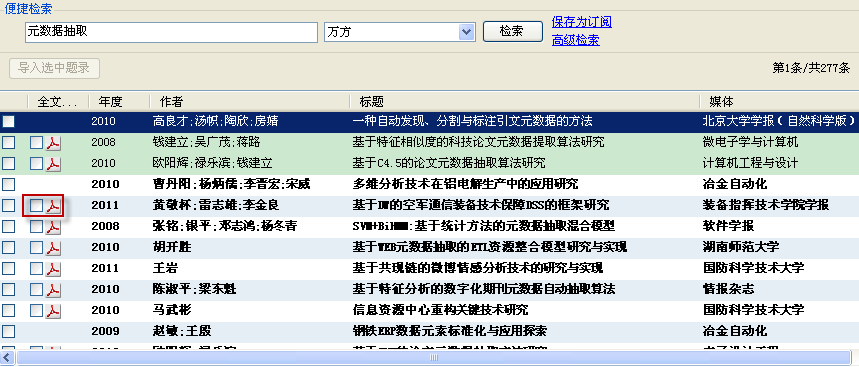 便捷检索
元数据抽取 万方 检索 保存为订阅
高级检索
导入选中题录 第1条/共277条
全文... 年度 作者 标题 媒体
2010 高良才;汤帜;陶欣;房婧 一种自动发现、分割与标注引文元数据的方法 北京大学学报(自然科学版)
2008 钱建立;吴广茂;蒋路 基于特征相似度的科技论文元数据提取算法研究 微电子学与计算机
2010 欧阳辉;禄乐滨;钱建立 基于C4.5的论文元数据抽取算法研究 计算机工程与设计
2010 曹丹阳;杨炳儒;李晋宏;宋威 多维分析技术在铝电解生产中的应用研究 冶金自动化
2011 黄敬杯;雷志雄;李金良 基于DW的空军通信装备技术保障DSS的框架研究 装备指挥技术学院学报
2008 张铭;银平;邓志鸿;杨冬青 SVM+BiHMM:基于统计方法的元数据抽取混合模型 软件学报
2010 胡开胜 基于WEB元数据抽取的ETL资源整合模型研究与实现 湖南师范大学
2011 王岩 基于共现链的微博情感分析技术的研究与实现 国防科学技术大学
2010 陈淑平;梁东魁 基于特征分析的数字化期刊元数据自动抽取算法 情报杂志
2010 马武彬 信息资源中心重构关键技术研究 国防科学技术大学
2009 赵敏;王殷 钢铁ERP数据元素标准化与应用探索 冶金自动化